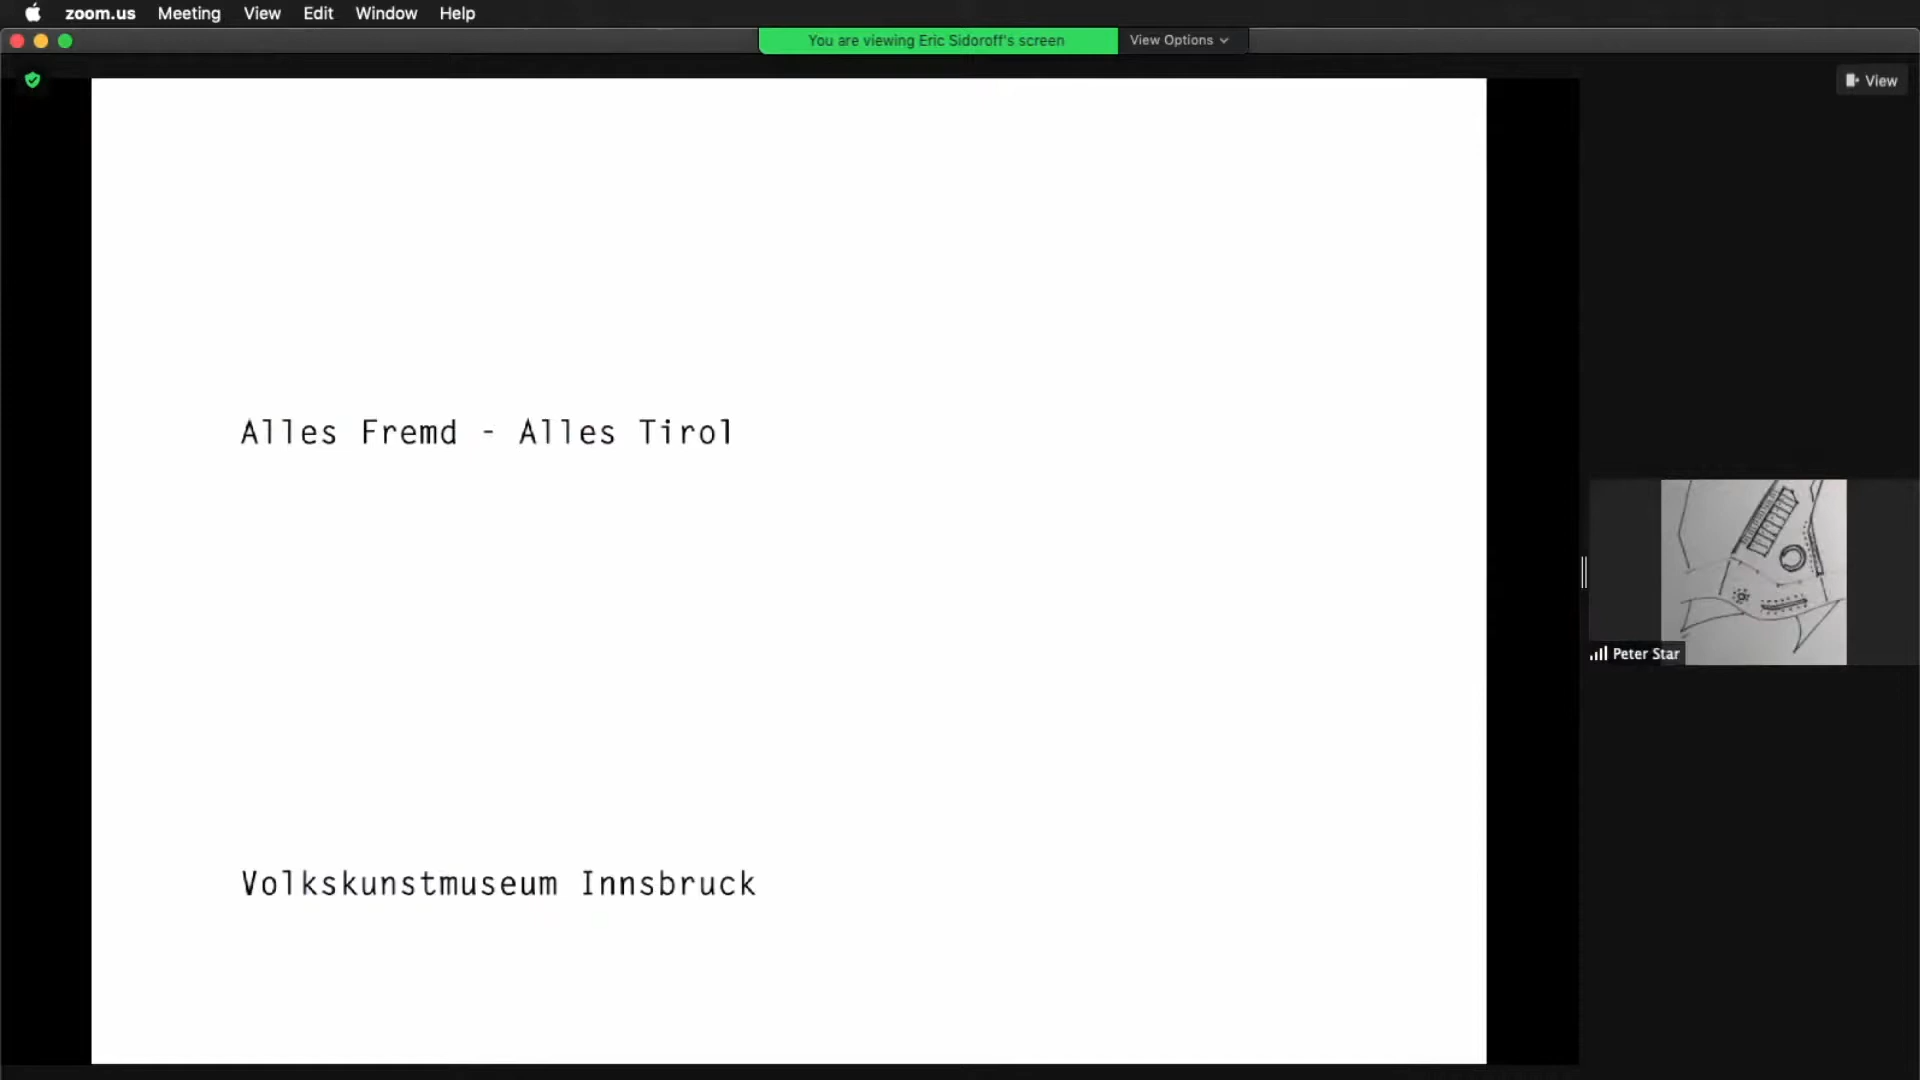 zoom.us Meeting View Edit Window Help
You are viewing Eric Sidoroff's screen View Options
View
Alles Fremd - Alles Tirol
Peter Star
Volkskunstmuseum Innsbruck